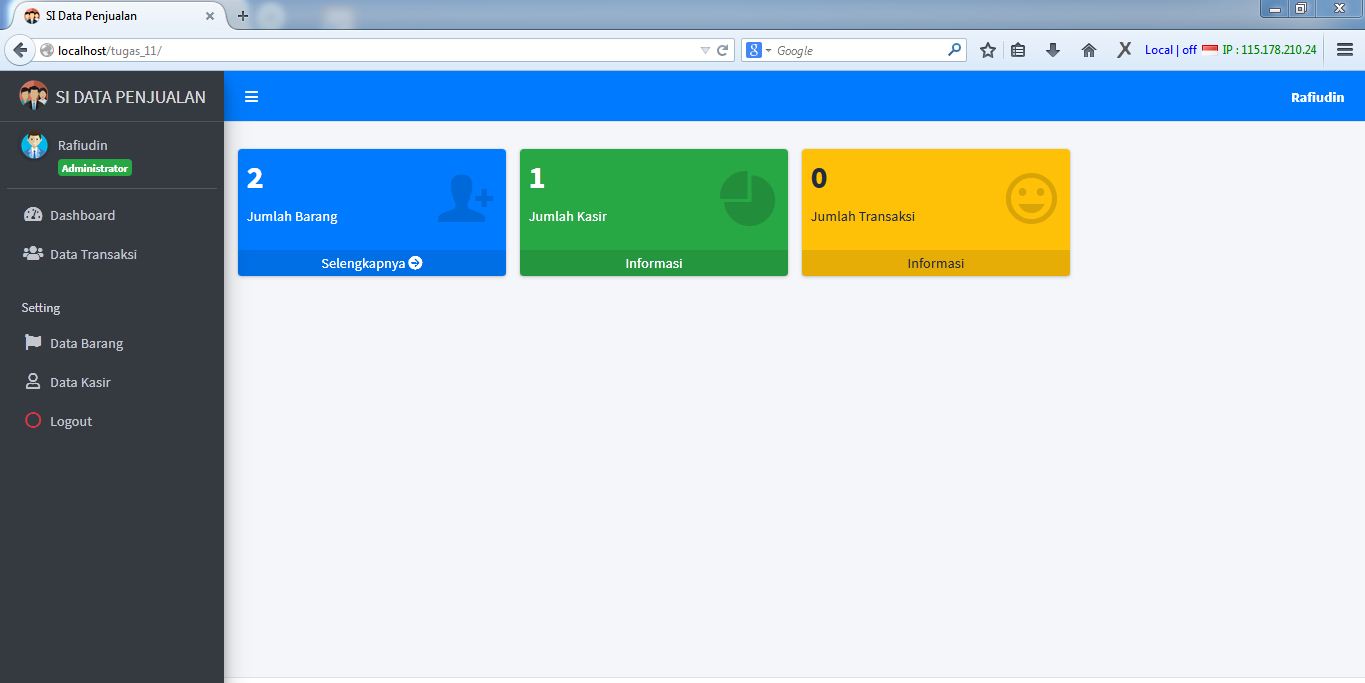 SI Data Penjualan
localhost/tugas_11/
Google
Local | off IP : 115.178.210.24
SI DATA PENJUALAN
Rafiudin
Rafiudin
Administrator
Dashboard
Data Transaksi
Setting
Data Barang
Data Kasir
Logout
2
Jumlah Barang
Selengkapnya
1
Jumlah Kasir
Informasi
0
Jumlah Transaksi
Informasi